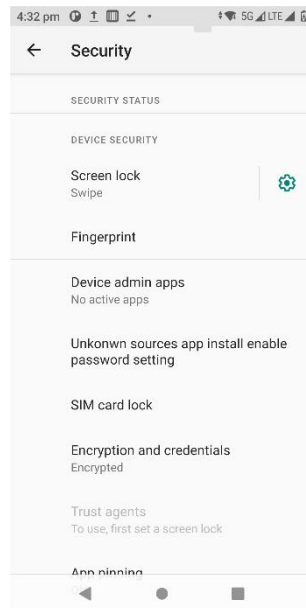 4:32 pm 5G LTE
Security
SECURITY STATUS
DEVICE SECURITY
Screen lock
Swipe
Fingerprint
Device admin apps
No active apps
Unkonwn sources app install enable
password setting
SIM card lock
Encryption and credentials
Encrypted
Trust agents
To use, first set a screen lock
App pinning